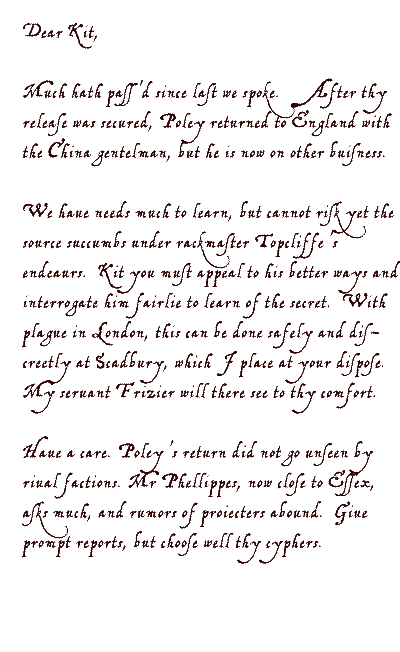 Dear Kit,
Much hath paſſ'd since laſt we spoke. After thy
releaſe was secured, Poley returned to England with
the China gentelman, but he is now on other buiſness.
We haue needs much to learn, but cannot riſk yet the
source succumbs under rackmaſter Topcliffe's
endeaurs. Kit you muſt appeal to his better ways and
interrogate him fairlie to learn of the secret. With
plague in London, this can be done safely and diſ-
creetly at Scadbury, which I place at your diſpoſe.
My servant Frizier will there see to thy comfort.
Haue a care. Poley's return did not go unſeen by
riual factions. Mr Phellippes, now cloſe to Eſſex,
aſks much, and rumors of proiecters abound. Giue
prompt reports, but chooſe well thy cyphers.